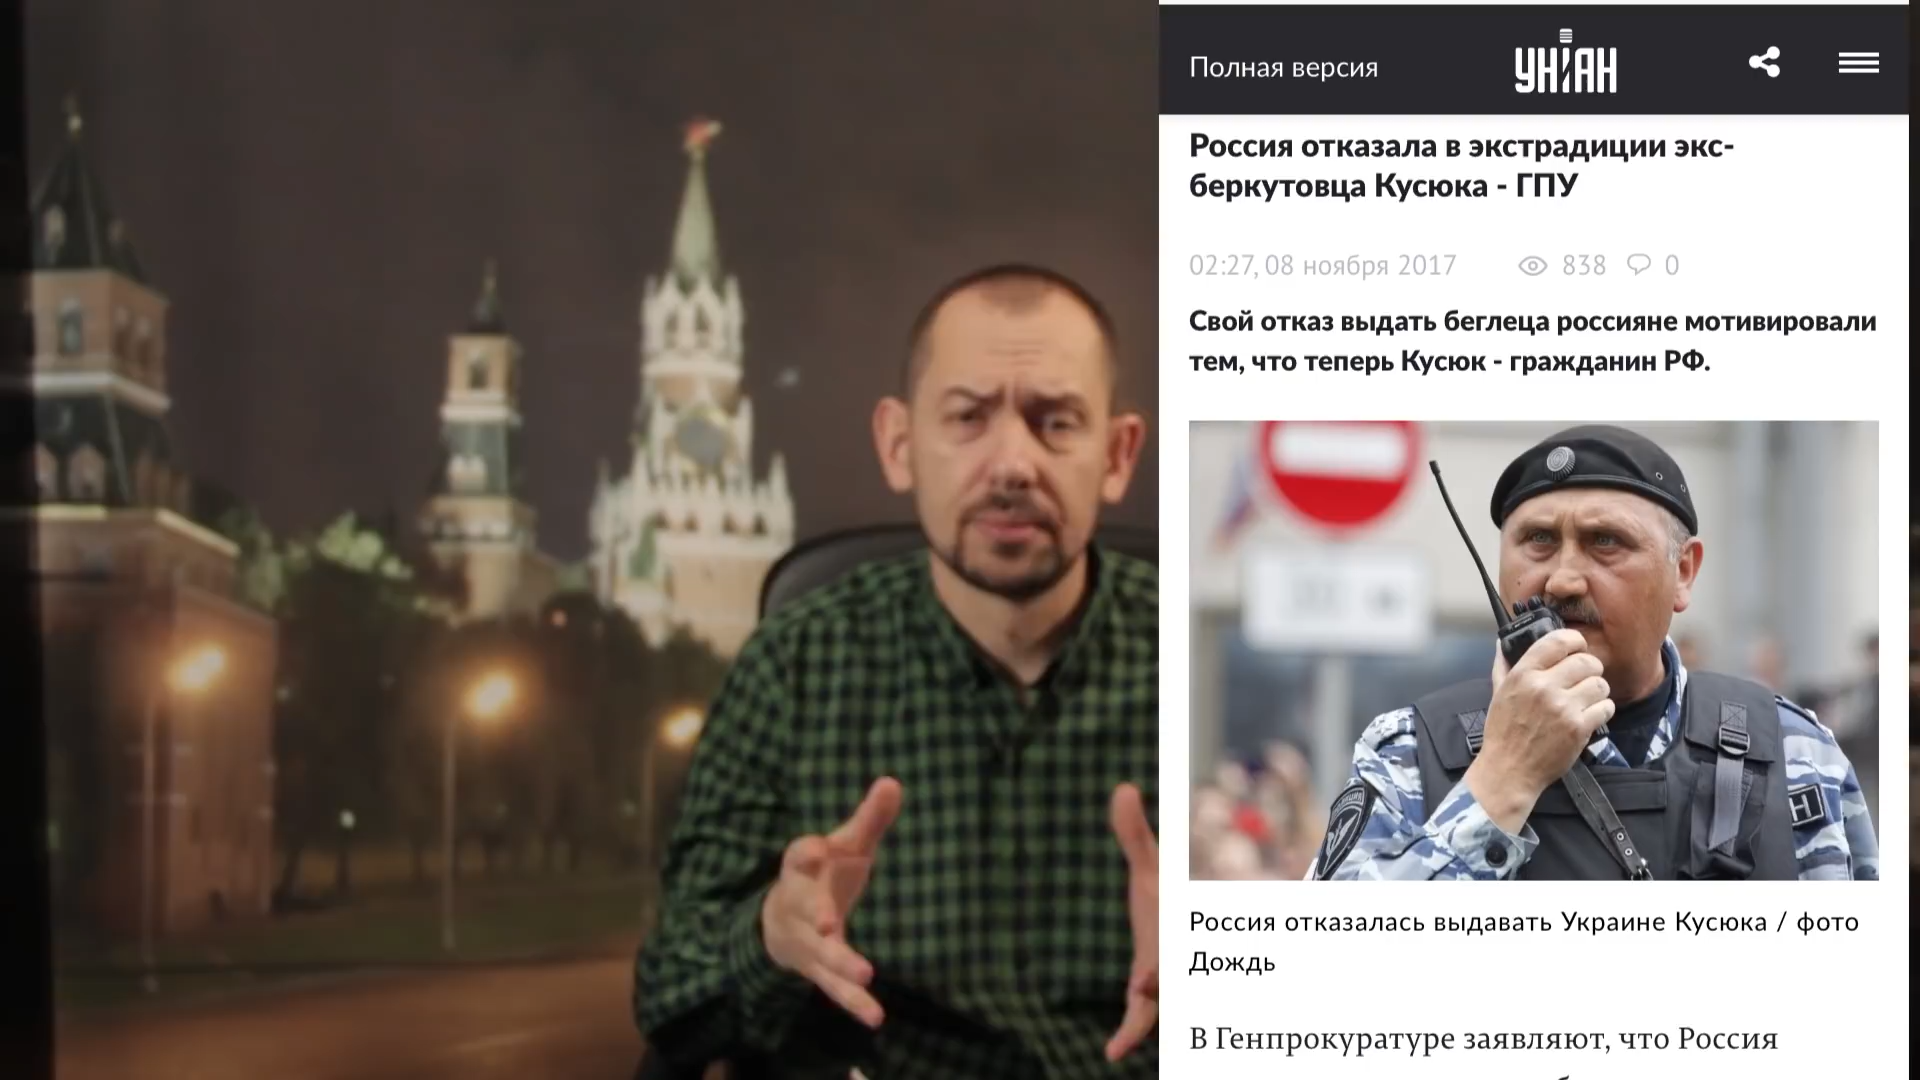 Полная версия
УНІАН
Россия отказала в экстрадиции экс-
беркутовца Кусюка - ГПУ
02:27, 08 ноября 2017 838 0
Свой отказ выдать беглеца россияне мотивировали
тем, что теперь Кусюк - гражданин РФ.
Россия отказалась выдавать Украине Кусюка / фото
Дождь
В Генпрокуратуре заявляют, что Россия